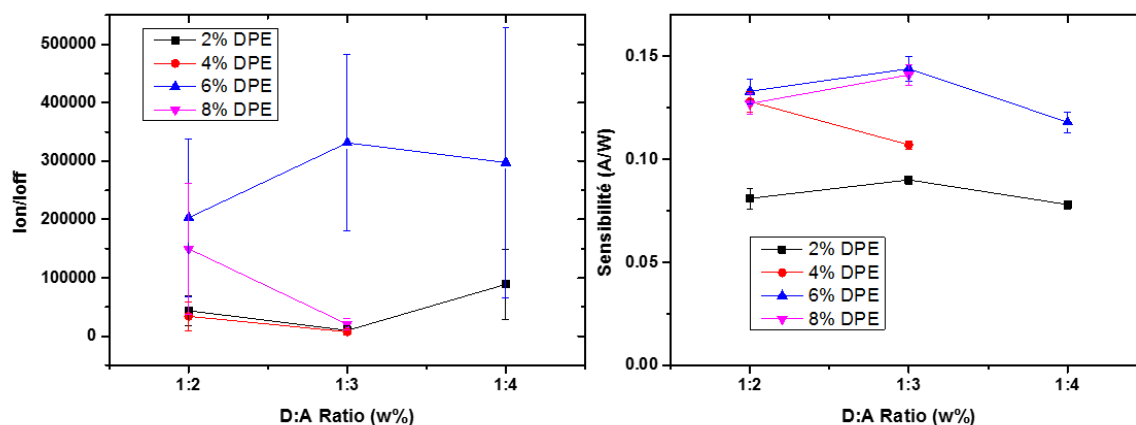 500000
400000
300000
200000
100000
0
Ion/Ioff
2% DPE
4% DPE
6% DPE
8% DPE
1:2
1:3
1:4
D:A Ratio (w%)
0.15
0.10
0.05
0.00
Sensibilité (A/W)
2% DPE
4% DPE
6% DPE
8% DPE
1:2
1:3
1:4
D:A Ratio (w%)